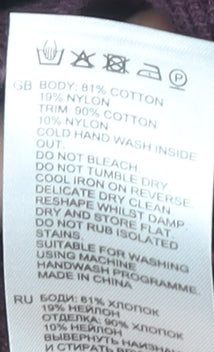 GB BODY: 81% COTTON
19% NYLON
TRIM: 90% COTTON
10% NYLON
COLD HAND WASH INSIDE
OUT.
DO NOT BLEACH.
DO NOT TUMBLE DRY.
COOL IRON ON REVERSE.
DELICATE DRY CLEAN
RESHAPE WHILST DAMP.
DRY AND STORE FLAT.
DO NOT RUB ISOLATED
STAINS.
SUITABLE FOR WASHING
USING MACHINE
HANDWASH PROGRAMME.
MADE IN CHINA
RU БОДИ: 81% ХЛОПОК
19% НЕЙЛОН
ОТДЕЛКА: 90% ХЛОПОК
10% НЕЙЛОН
ВЫВЕРНУТЬ НАИЗНА
И СТИРАТЬ